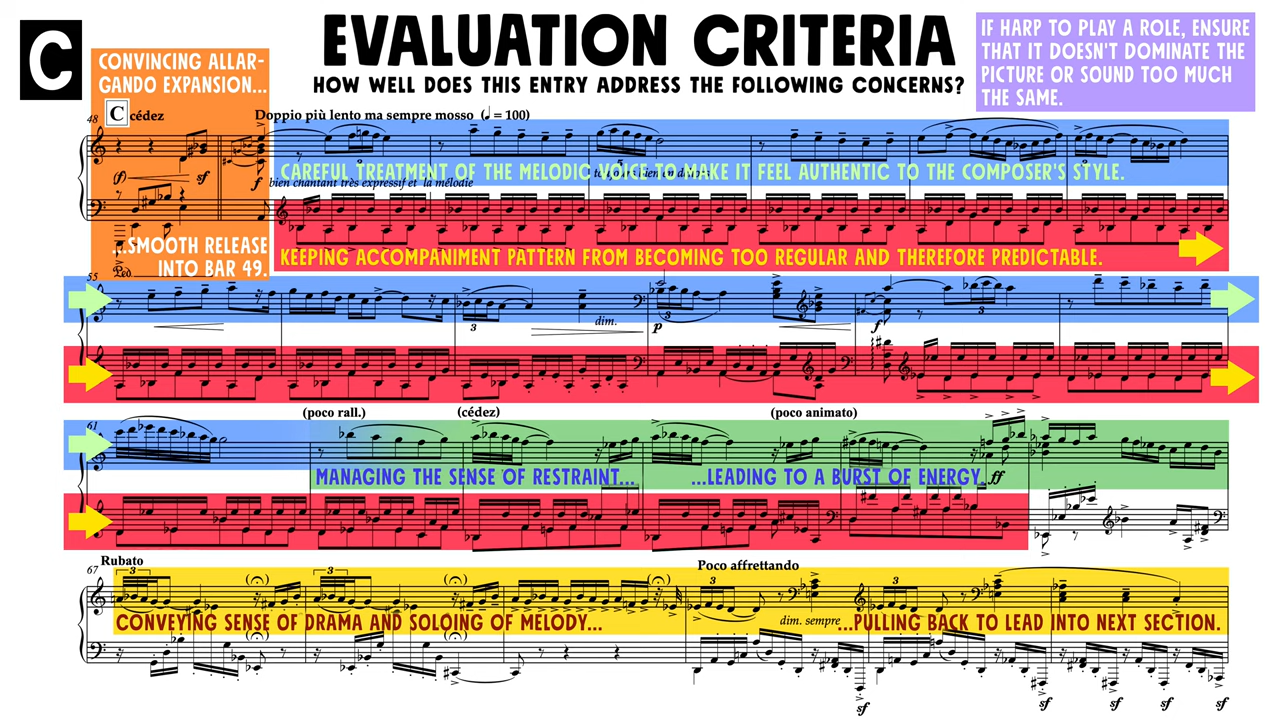 C
EVALUATION CRITERIA
HOW WELL DOES THIS ENTRY ADDRESS THE FOLLOWING CONCERNS?
IF HARP TO PLAY A ROLE, ENSURE
THAT IT DOESN'T DOMINATE THE
PICTURE OR SOUND TOO MUCH
THE SAME.
CONVINCING ALLAR-
GANDO EXPANSION...
48
C cédez
Doppio più lento ma sempre mosso (♩ = 100)
CAREFUL TREATMENT OF THE MELODIC VOICE TO MAKE IT FEEL AUTHENTIC TO THE COMPOSER'S STYLE.
(f) sf f bien chantant très expressif et la mélodie
...SMOOTH RELEASE
INTO BAR 49.
KEEPING ACCOMPANIMENT PATTERN FROM BECOMING TOO REGULAR AND THEREFORE PREDICTABLE.
Ped.
55
3 dim. p 3 f 3
61
(poco rall.) (cédez) (poco animato)
MANAGING THE SENSE OF RESTRAINT... ...LEADING TO A BURST OF ENERGY.
ff
67
Rubato
Poco affrettando
3 3 3 3
CONVEYING SENSE OF DRAMA AND SOLOING OF MELODY... dim. sempre ...PULLING BACK TO LEAD INTO NEXT SECTION.
sf sf sf sf